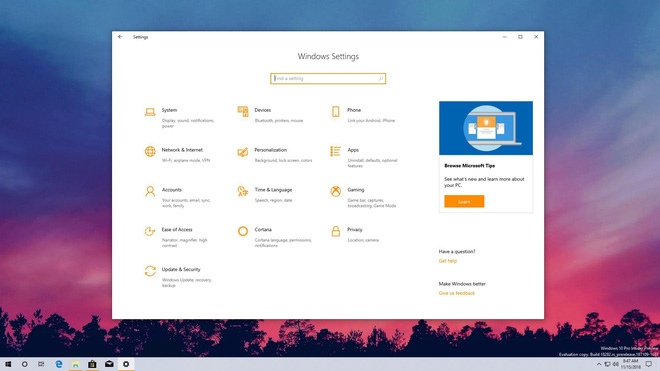 Settings
Windows Settings
Find a setting
System
Display, sound, notifications,
power
Devices
Bluetooth, printers, mouse
Phone
Link your Android, iPhone
Network & Internet
Wi-Fi, airplane mode, VPN
Personalization
Background, lock screen, colors
Apps
Uninstall, defaults, optional
features
Accounts
Your accounts, email, sync,
work, family
Time & Language
Speech, region, date
Gaming
Game bar, captures,
broadcasting, Game Mode
Ease of Access
Narrator, magnifier, high
contrast
Cortana
Cortana language, permissions,
notifications
Privacy
Location, camera
Update & Security
Windows Update, recovery,
backup
Browse Microsoft Tips
See what's new and learn more about
your PC.
Learn
Have a question?
Get help
Make Windows better
Give us feedback
Windows 10 Pro Insider Preview
Evaluation copy. Build 18282.rs_prerelease.181109-1613
8:47 AM
11/15/2018